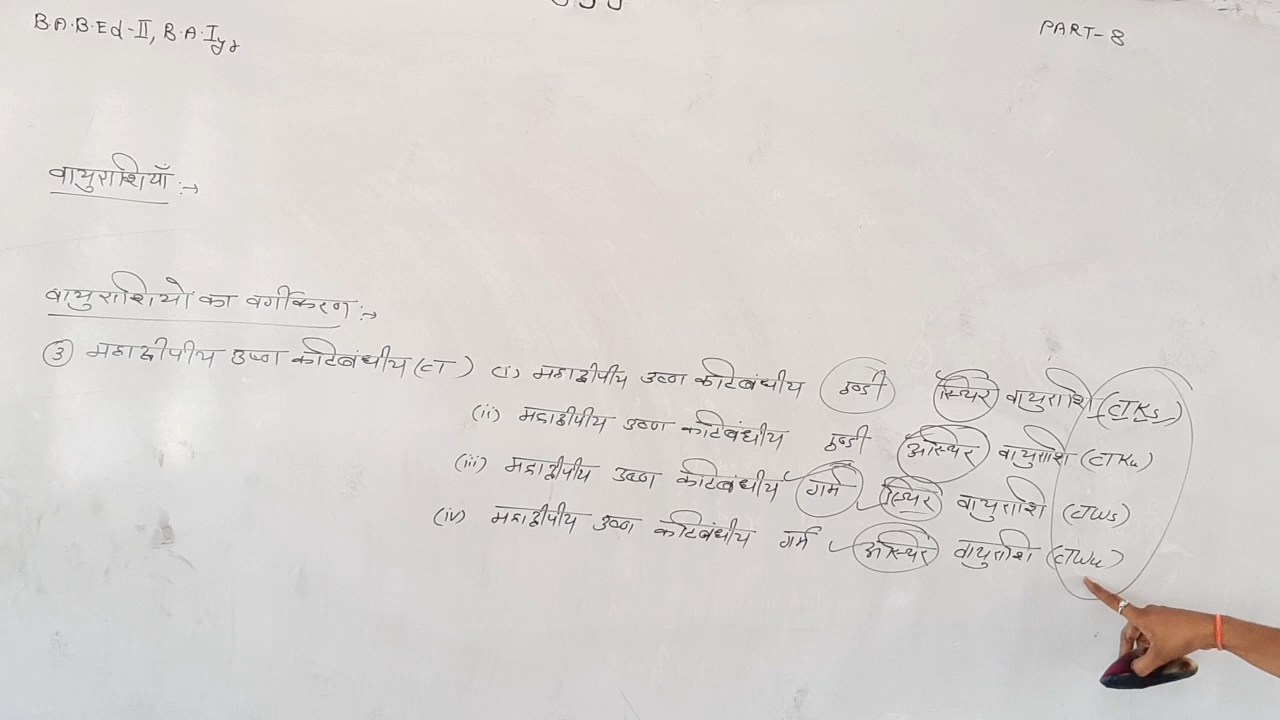 B.A.B.Ed-II, B.A.I yr
PART-8
वायुराशियाँ :→
वायुराशियो का वर्गीकरण :→
③ महाद्वीपीय उष्ण कटिबंधीय (CT) (i) महाद्वीपीय उष्ण कटिबंधीय ठण्डी स्थिर वायुराशि (CTKs)
(ii) महाद्वीपीय उष्ण कटिबंधीय ठण्डी अस्थिर वायुराशि (CTKu)
(iii) महाद्वीपीय उष्ण कटिबंधीय गर्म स्थिर वायुराशि (CTWs)
(iv) महाद्वीपीय उष्ण कटिबंधीय गर्म अस्थिर वायुराशि (CTWu)